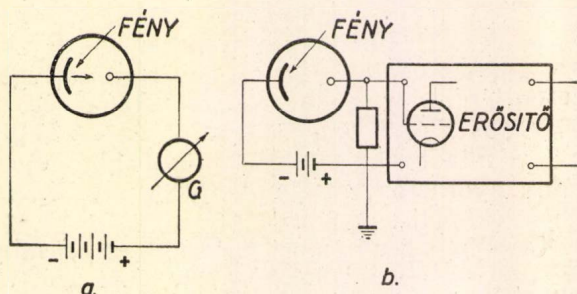 FÉNY
G
- +
a.
FÉNY
ERŐSITŐ
- +
b.